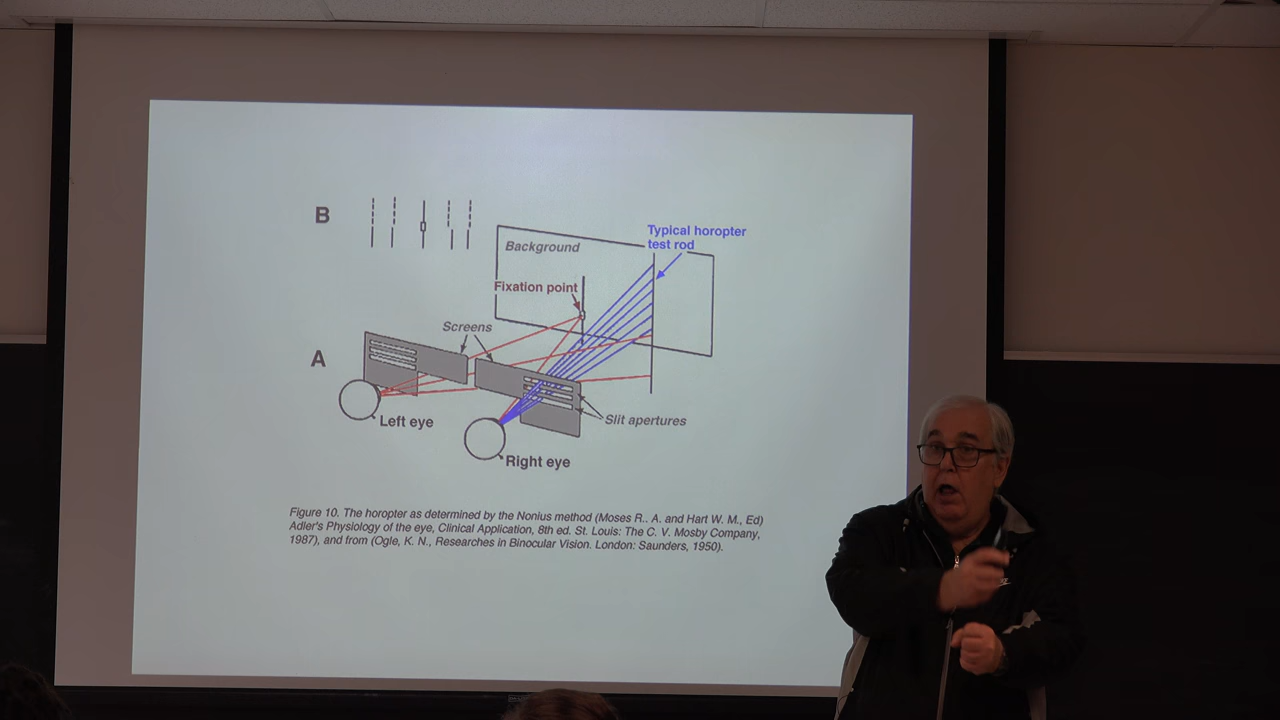 B
Background
Typical horopter
test rod
Fixation point
Screens
A
Left eye
Slit apertures
Right eye
Figure 10. The horopter as determined by the Nonius method (Moses R.. A. and Hart W. M., Ed)
Adler's Physiology of the eye, Clinical Application, 8th ed. St. Louis: The C. V. Mosby Company,
1987), and from (Ogle, K. N., Researches in Binocular Vision. London: Saunders, 1950).